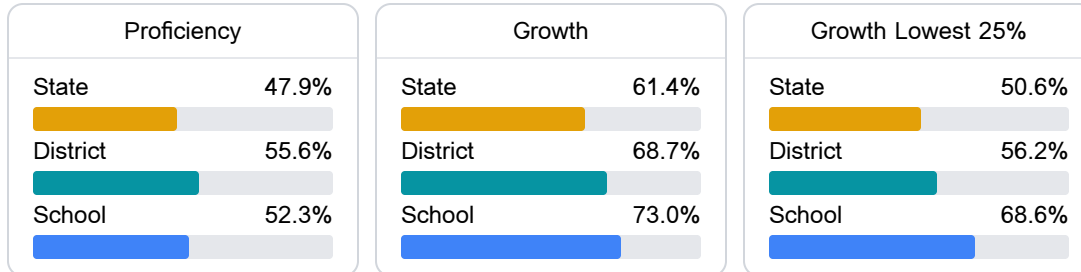 Proficiency
State 47.9%
District 55.6%
School 52.3%
Growth
State 61.4%
District 68.7%
School 73.0%
Growth Lowest 25%
State 50.6%
District 56.2%
School 68.6%